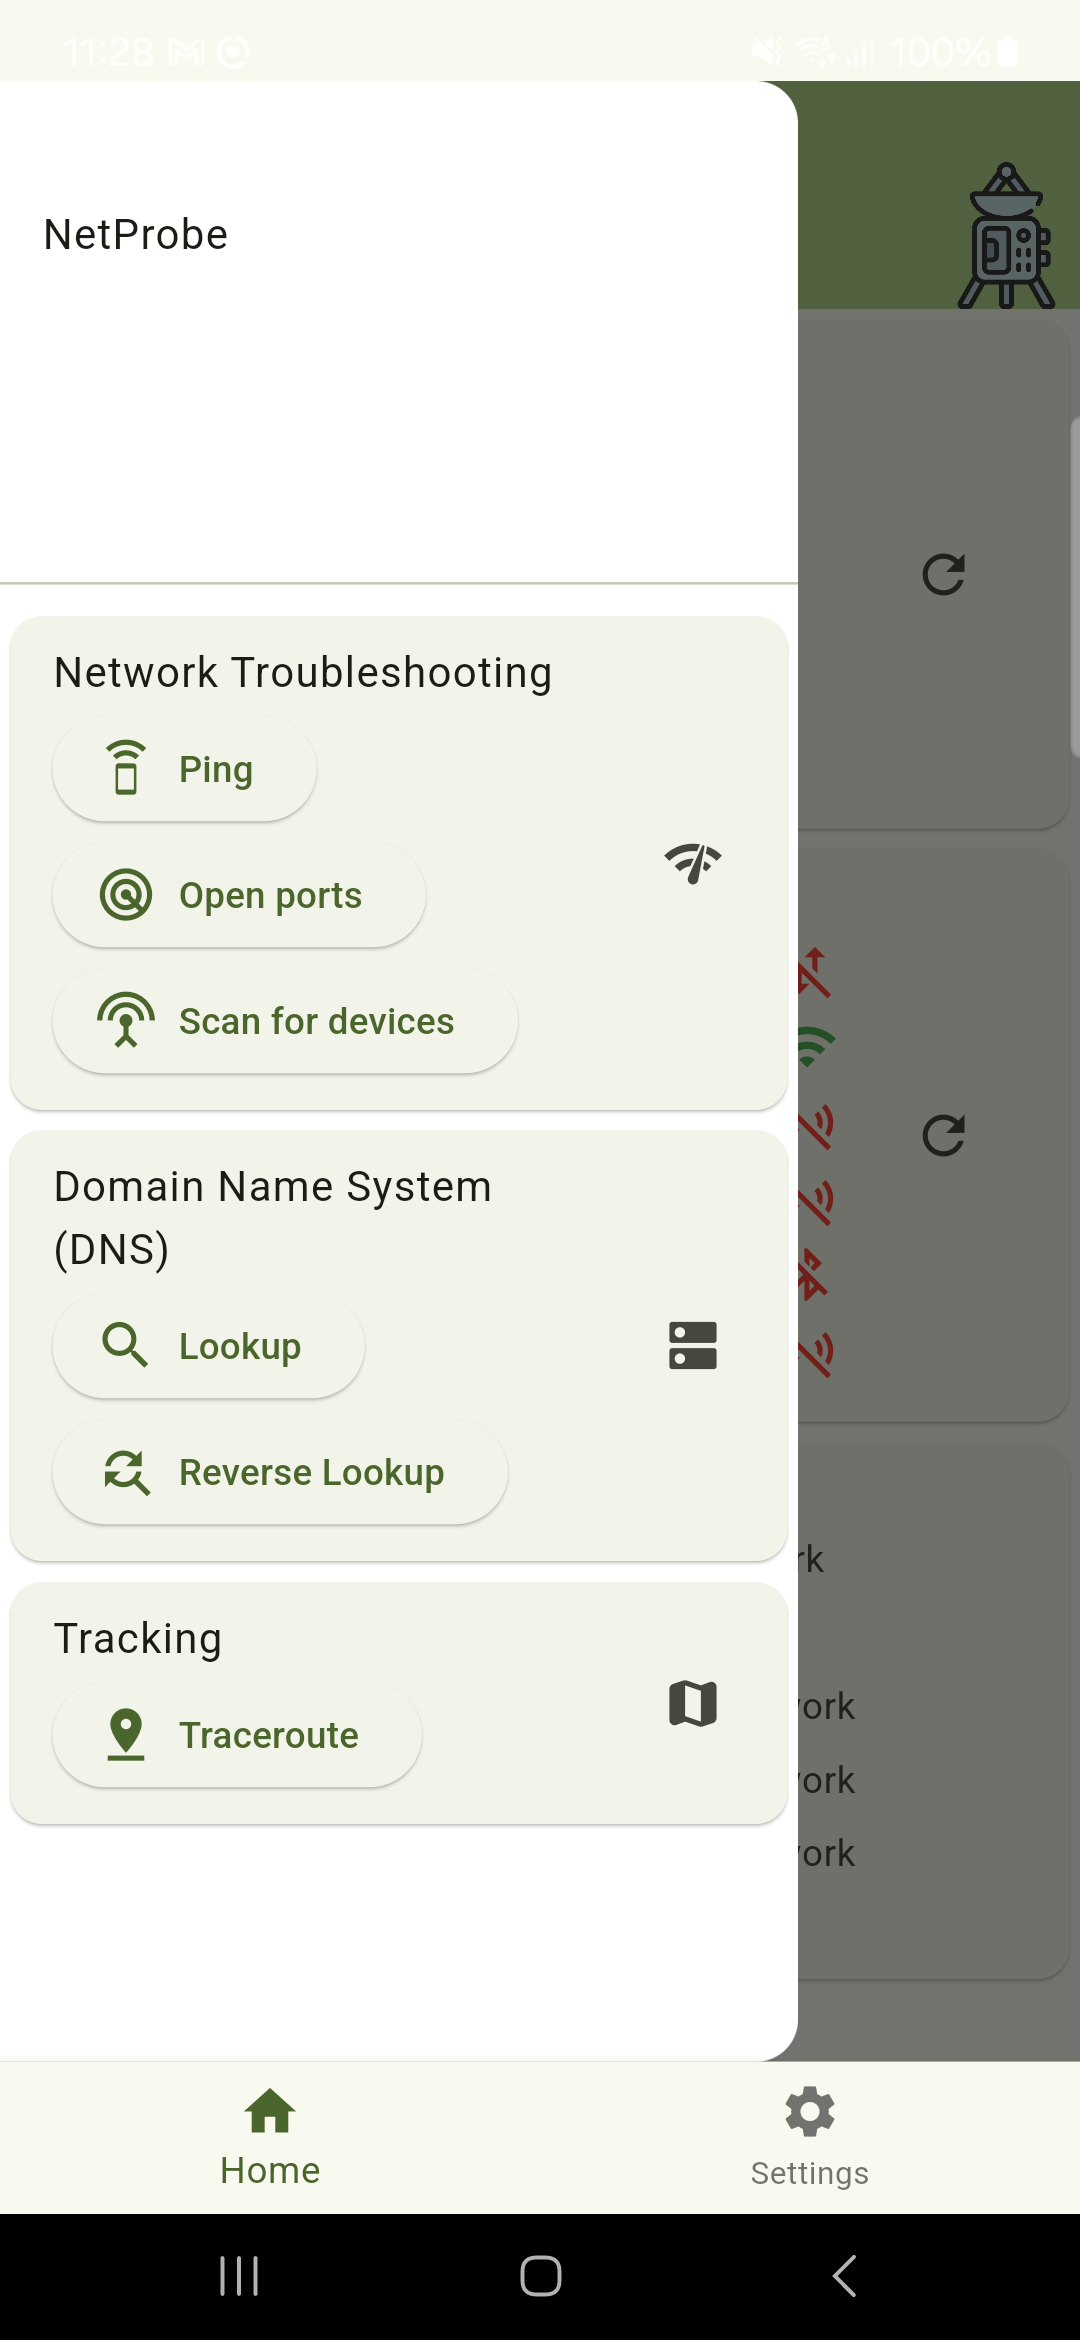 11:28 100%
NetProbe
Network Troubleshooting
Ping
Open ports
Scan for devices
Domain Name System
(DNS)
Lookup
Reverse Lookup
Tracking
Traceroute
rk
ork
ork
ork
Home
Settings